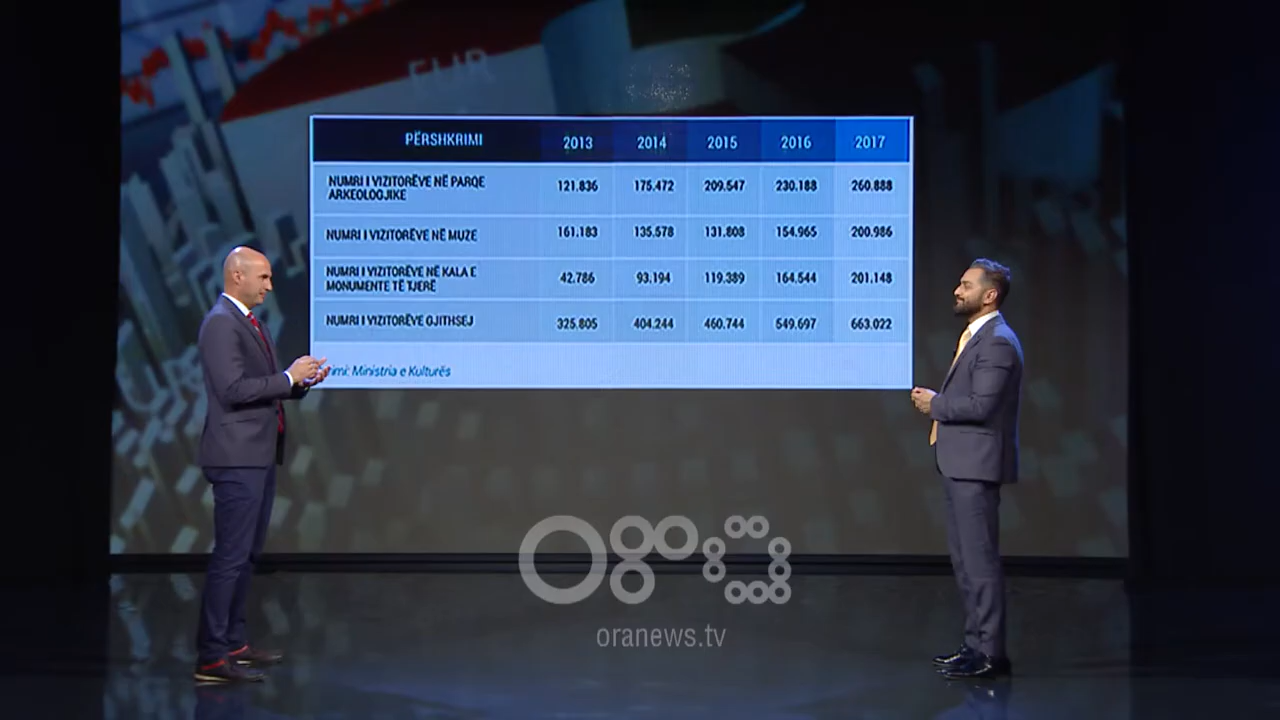 EUR
PËRSHKRIMI 2013 2014 2015 2016 2017
NUMRI I VIZITORËVE NË PARQE
ARKEOLOGJIKE 121.836 175.472 209.547 230.188 260.888
NUMRI I VIZITORËVE NË MUZE 161.183 135.578 131.808 154.965 200.986
NUMRI I VIZITORËVE NË KALA E
MONUMENTE TË TJERË 42.786 93.194 119.389 164.544 201.148
NUMRI I VIZITORËVE GJITHSEJ 325.805 404.244 460.744 549.697 663.022
Ministria e Kulturës
oranews.tv